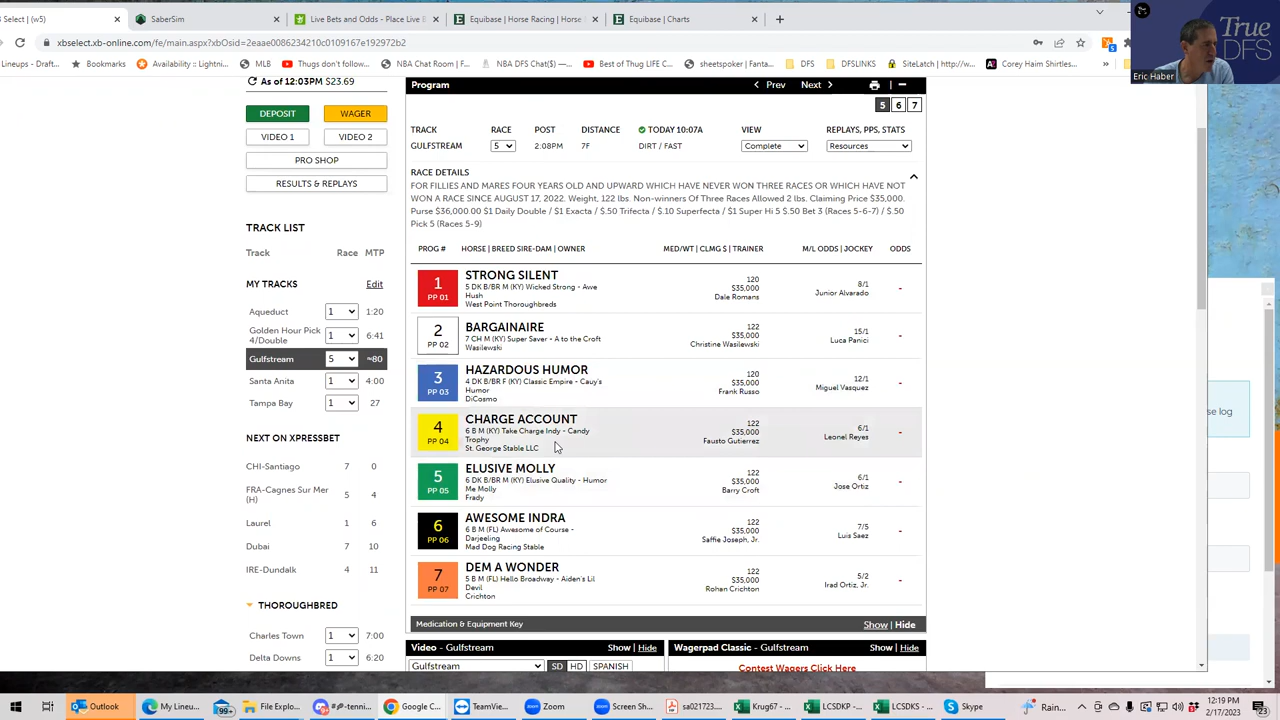 Select (w5)
SaberSim
Live Bets and Odds - Place Live B
Equibase | Horse Racing | Horse
Equibase | Charts
xbselect.xb-online.com/fe/main.aspx?xbOsid=2eaae0086234210c0109167e192972b2
Lineups - Draft...
Bookmarks
Availability :: Lightni...
MLB
Thugs don't followe...
NBA Chat Room | F...
NBA DFS Chat($) —...
Best of Thug LIFE C...
sheetspoker | Fanta...
DFS
DFSLINKS
SiteLatch | http://w...
Corey Haim Shirtles...
True
DFS
Eric Haber
As of 12:03PM $23.69
DEPOSIT
WAGER
VIDEO 1
VIDEO 2
PRO SHOP
RESULTS & REPLAYS
TRACK LIST
Track
Race
MTP
MY TRACKS
Edit
Aqueduct 1 1:20
Golden Hour Pick
4/Double 1 6:41
Gulfstream 5 ≈80
Santa Anita 1 4:00
Tampa Bay 1 27
NEXT ON XPRESSBET
CHI-Santiago 7 0
FRA-Cagnes Sur Mer
(H) 5 4
Laurel 1 6
Dubai 7 10
IRE-Dundalk 4 11
THOROUGHBRED
Charles Town 1 7:00
Delta Downs 1 6:20
Program
Prev
Next
5 6 7
TRACK RACE POST DISTANCE TODAY 10:07A VIEW REPLAYS, PPS, STATS
GULFSTREAM 5 2:08PM 7F DIRT / FAST Complete Resources
RACE DETAILS
FOR FILLIES AND MARES FOUR YEARS OLD AND UPWARD WHICH HAVE NEVER WON THREE RACES OR WHICH HAVE NOT
WON A RACE SINCE AUGUST 17, 2022. Weight, 122 lbs. Non-winners Of Three Races Allowed 2 lbs. Claiming Price $35,000.
Purse $36,000.00 $1 Daily Double / $1 Exacta / $.50 Trifecta / $.10 Superfecta / $1 Super Hi 5 $.50 Bet 3 (Races 5-6-7) / $.50
Pick 5 (Races 5-9)
PROG # HORSE | BREED SIRE-DAM | OWNER MED/WT | CLMG $ | TRAINER M/L ODDS | JOCKEY ODDS
1
PP 01
STRONG SILENT
5 DK B/BR M (KY) Wicked Strong - Awe
Hush
West Point Thoroughbreds
120
$35,000
Dale Romans
8/1
Junior Alvarado
-
2
PP 02
BARGAINAIRE
7 CH M (KY) Super Saver - A to the Croft
Wasilewski
122
$35,000
Christine Wasilewski
15/1
Luca Panici
-
3
PP 03
HAZARDOUS HUMOR
4 DK B/BR F (KY) Classic Empire - Cauy's
Humor
DiCosmo
120
$35,000
Frank Russo
12/1
Miguel Vasquez
-
4
PP 04
CHARGE ACCOUNT
6 B M (KY) Take Charge Indy - Candy
Trophy
St. George Stable LLC
122
$35,000
Fausto Gutierrez
6/1
Leonel Reyes
-
5
PP 05
ELUSIVE MOLLY
6 DK B/BR M (KY) Elusive Quality - Humor
Me Molly
Frady
122
$35,000
Barry Croft
6/1
Jose Ortiz
-
6
PP 06
AWESOME INDRA
6 B M (FL) Awesome of Course -
Darjeeling
Mad Dog Racing Stable
122
$35,000
Saffie Joseph, Jr.
7/5
Luis Saez
-
7
PP 07
DEM A WONDER
5 B M (FL) Hello Broadway - Aiden's Lil
Devil
Crichton
122
$35,000
Rohan Crichton
5/2
Irad Ortiz, Jr.
-
Medication & Equipment Key
Show | Hide
Video - Gulfstream
Show | Hide
Wagerpad Classic - Gulfstream
Show | Hide
Gulfstream
SD
HD
SPANISH
Contest Wagers Click Here
se log
Outlook
My Lineu...
99+
File Explo...
#🎾-tenni...
Google C...
TeamVie...
Zoom
Screen Sh...
sa021723...
Krug67 - ...
LCSDKP - ...
LCSDKS - ...
Skype
Rain...
12:19 PM
2/17/2023